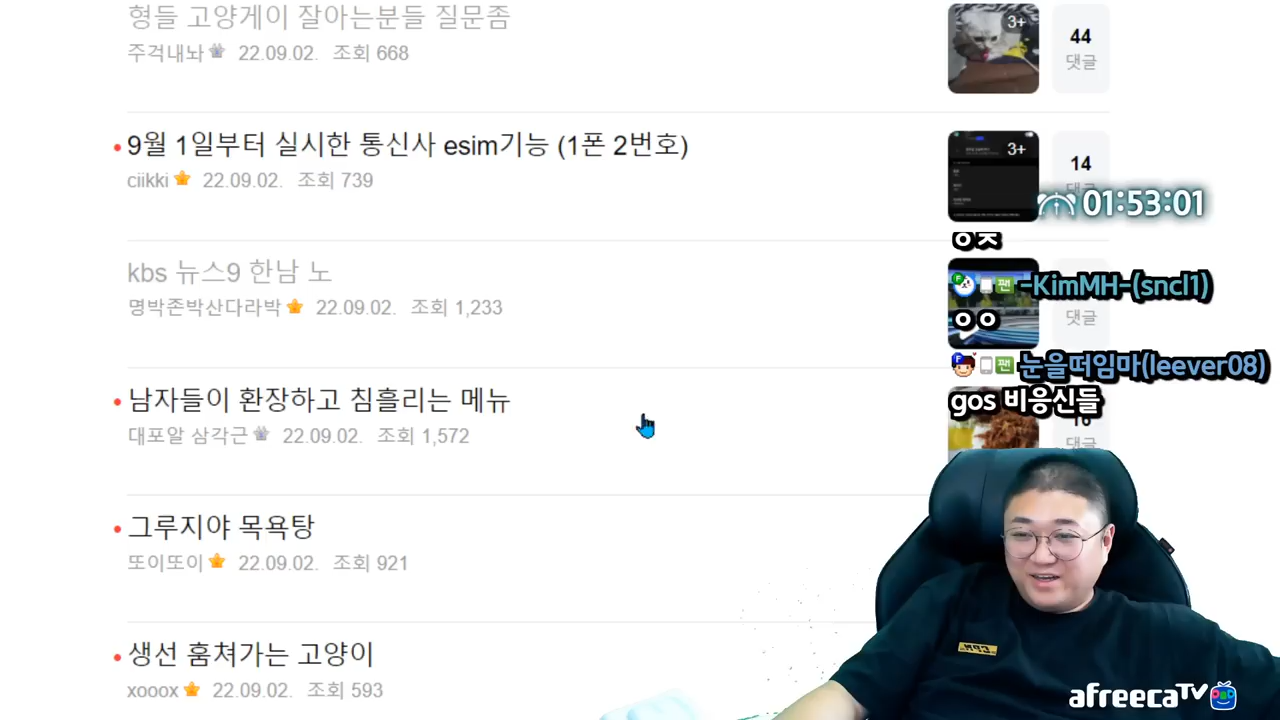 형들 고양게이 잘아는분들 질문좀
주걱내놔 22.09.02. 조회 668
3+
44
댓글
9월 1일부터 실시한 통신사 esim기능 (1폰 2번호)
ciikki 22.09.02. 조회 739
3+
14
01:53:01
ㅇㅈ
kbs 뉴스9 한남 노
명박존박산다라박 22.09.02. 조회 1,233
짼 -KimMH-(sncl1)
ㅇㅇ
댓글
짼 눈을떠임마(leever08)
gos 비응신들
남자들이 환장하고 침흘리는 메뉴
대포알 삼각근 22.09.02. 조회 1,572
16
댓글
그루지야 목욕탕
또이또이 22.09.02. 조회 921
생선 훔쳐가는 고양이
xooox 22.09.02. 조회 593
afreecaTV